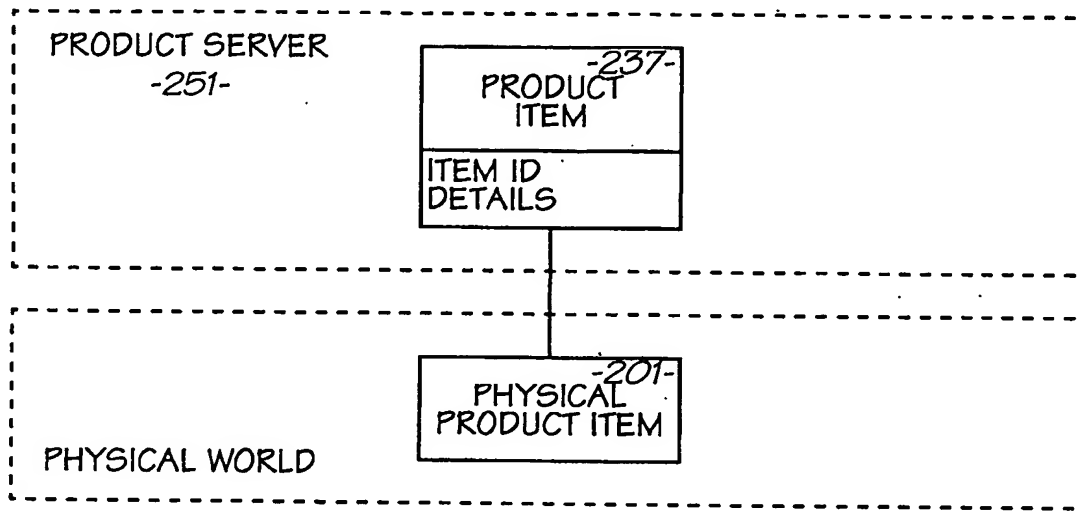 PRODUCT SERVER
-251-
-237-
PRODUCT
ITEM
ITEM ID
DETAILS
-201-
PHYSICAL
PRODUCT ITEM
PHYSICAL WORLD